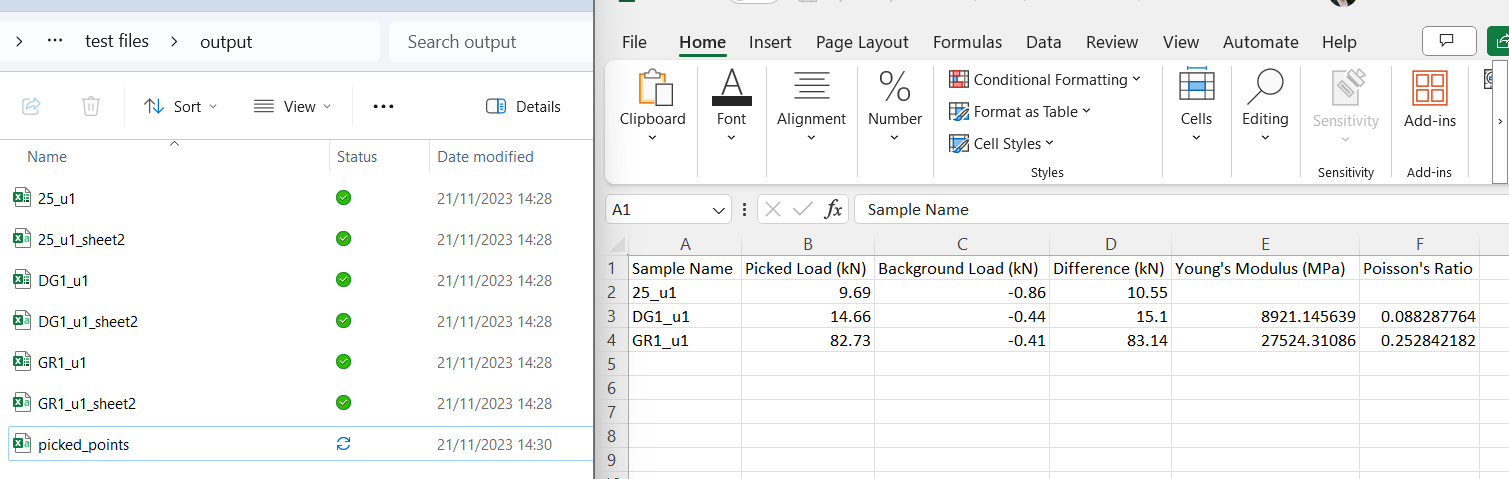 ··· test files output
Search output
Sort View ··· Details
Name Status Date modified
25_u1 21/11/2023 14:28
25_u1_sheet2 21/11/2023 14:28
DG1_u1 21/11/2023 14:28
DG1_u1_sheet2 21/11/2023 14:28
GR1_u1 21/11/2023 14:28
GR1_u1_sheet2 21/11/2023 14:28
picked_points 21/11/2023 14:30
File Home Insert Page Layout Formulas Data Review View Automate Help
Clipboard
Font
Alignment
Number
Conditional Formatting
Format as Table
Cell Styles
Styles
Cells
Editing
Sensitivity
Sensitivity
Add-ins
Add-ins
A1 fx Sample Name
A B C D E F
1 Sample Name Picked Load (kN) Background Load (kN) Difference (kN) Young's Modulus (MPa) Poisson's Ratio
2 25_u1 9.69 -0.86 10.55
3 DG1_u1 14.66 -0.44 15.1 8921.145639 0.088287764
4 GR1_u1 82.73 -0.41 83.14 27524.31086 0.252842182
5
6
7
8
9